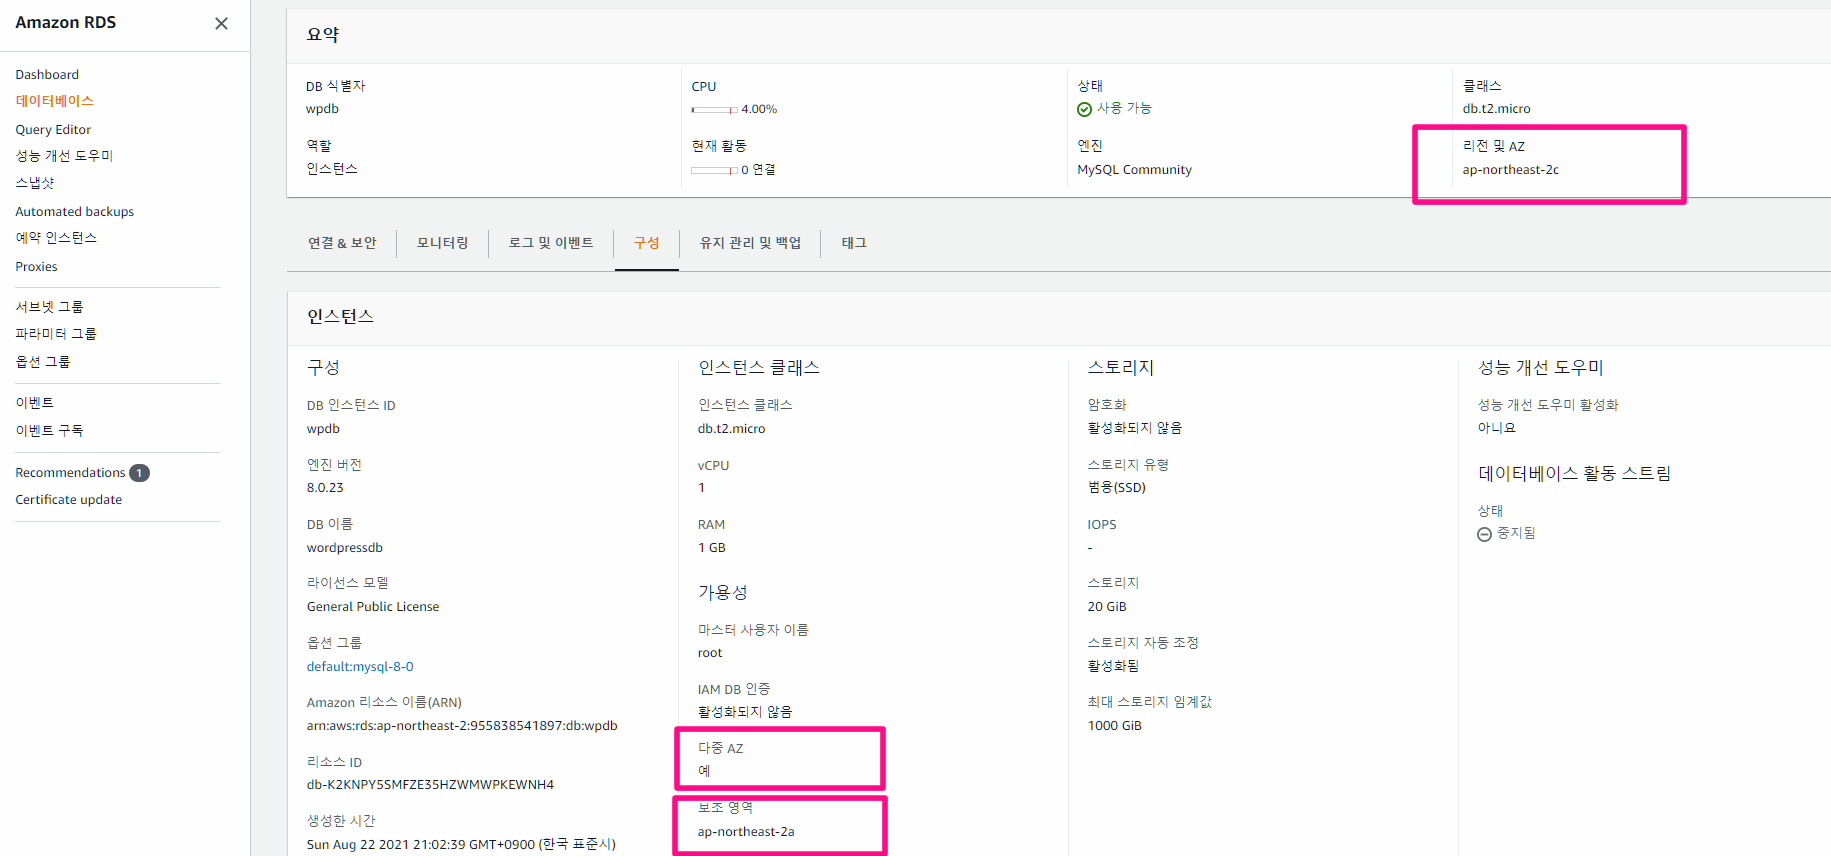 Amazon RDS
Dashboard
데이터베이스
Query Editor
성능 개선 도우미
스냅샷
Automated backups
예약 인스턴스
Proxies
서브넷 그룹
파라미터 그룹
옵션 그룹
이벤트
이벤트 구독
Recommendations 1
Certificate update
요약
DB 식별자
wpdb
CPU
4.00%
상태
사용 가능
클래스
db.t2.micro
역할
인스턴스
현재 활동
0 연결
엔진
MySQL Community
리전 및 AZ
ap-northeast-2c
연결 & 보안
모니터링
로그 및 이벤트
구성
유지 관리 및 백업
태그
인스턴스
구성
DB 인스턴스 ID
wpdb
엔진 버전
8.0.23
DB 이름
wordpressdb
라이선스 모델
General Public License
옵션 그룹
default:mysql-8-0
Amazon 리소스 이름(ARN)
arn:aws:rds:ap-northeast-2:955838541897:db:wpdb
리소스 ID
db-K2KNPY5SMFZE35HZWMWPKEWNH4
생성한 시간
Sun Aug 22 2021 21:02:39 GMT+0900 (한국 표준시)
인스턴스 클래스
인스턴스 클래스
db.t2.micro
vCPU
1
RAM
1 GB
가용성
마스터 사용자 이름
root
IAM DB 인증
활성화되지 않음
다중 AZ
예
보조 영역
ap-northeast-2a
스토리지
암호화
활성화되지 않음
스토리지 유형
범용(SSD)
IOPS
-
스토리지
20 GiB
스토리지 자동 조정
활성화됨
최대 스토리지 임계값
1000 GiB
성능 개선 도우미
성능 개선 도우미 활성화
아니요
데이터베이스 활동 스트림
상태
중지됨